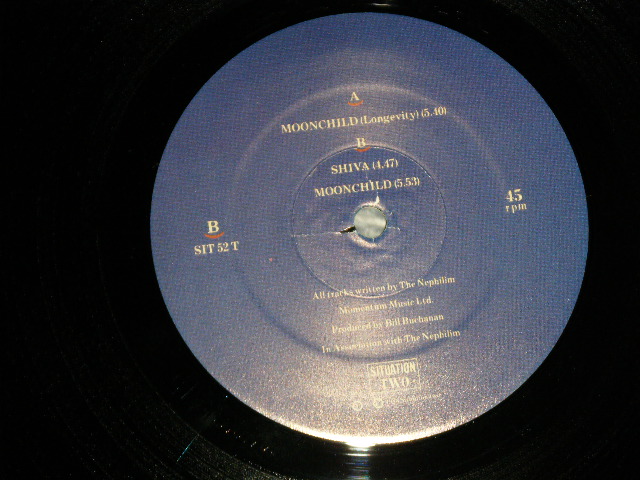 A
MOONCHILD (Longevity) (5.40)
B
SHIVA (4.47)
MOONCHILD (5.53)
45
rpm
B
SIT 52 T
All tracks written by The Nephilim
Momentum Music Ltd.
Produced by Bill Buchanan
In Association with The Nephilim
SITUATION
TWO